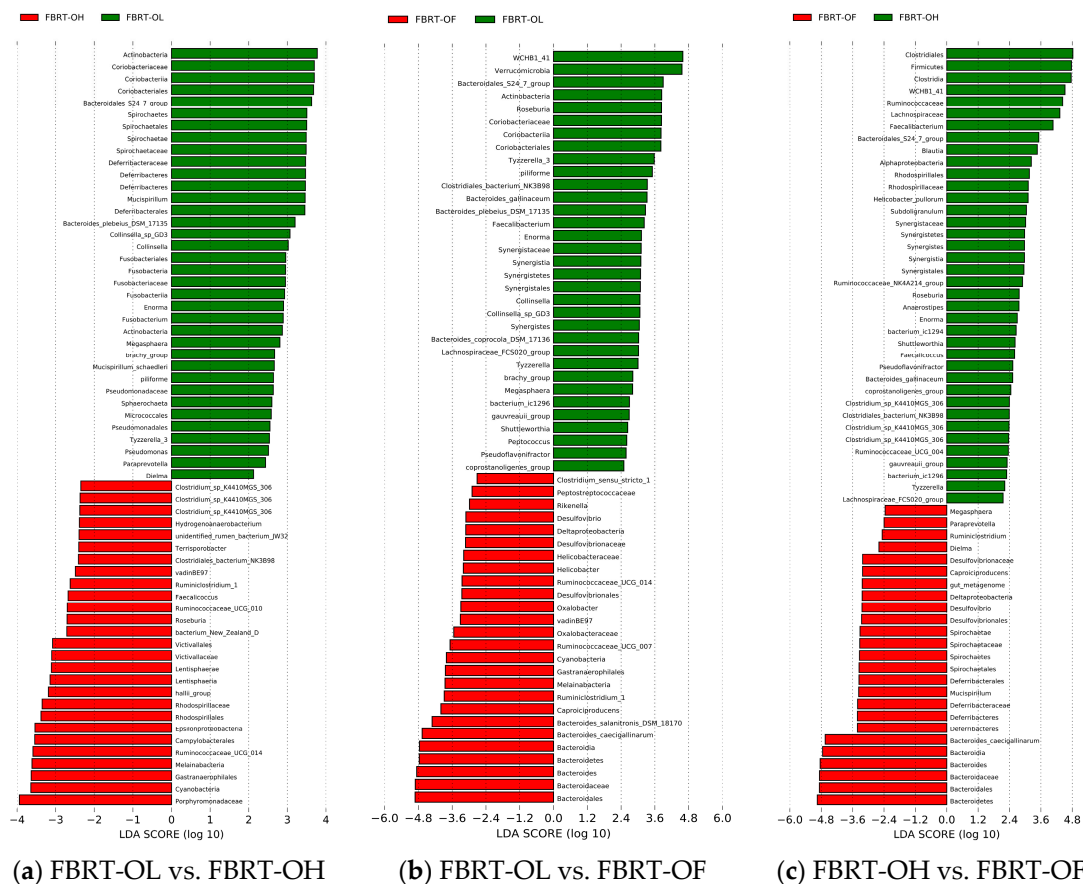 FBRT-OH FBRT-OL
Actinobacteria
Coriobacteriaceae
Coriobacteriia
Coriobacteriales
Bacteroidales_S24_7_group
Spirochaetes
Spirochaetales
Spirochaetae
Spirochaetaceae
Deferribacteraceae
Deferribacteres
Deferribacteres
Mucispirillum
Deferribacterales
Bacteroides_plebeius_DSM_17135
Collinsella_sp_GD3
Collinsella
Fusobacteriales
Fusobacteria
Fusobacteriaceae
Fusobacteriia
Enorma
Fusobacterium
Actinobacteria
Megasphaera
brachy_group
Mucispirillum_schaedleri
piliforme
Pseudomonadaceae
Sphaerochaeta
Micrococcales
Pseudomonadales
Tyzzerella_3
Pseudomonas
Paraprevotella
Dielma
Clostridium_sp_K4410MGS_306
Clostridium_sp_K4410MGS_306
Clostridium_sp_K4410MGS_306
Hydrogenoanaerobacterium
unidentified_rumen_bacterium_JW32
Terrisporobacter
Clostridiales_bacterium_NK3B98
vadinBE97
Ruminiclostridium_1
Faecalicoccus
Ruminococcaceae_UCG_010
Roseburia
bacterium_New_Zealand_D
Victivallales
Victivallaceae
Lentisphaerae
Lentisphaeria
hallii_group
Rhodospirillaceae
Rhodospirillales
Epsilonproteobacteria
Campylobacterales
Ruminococcaceae_UCG_014
Melainabacteria
Gastranaerophilales
Cyanobacteria
Porphyromonadaceae
−4 −3 −2 −1 0 1 2 3 4
LDA SCORE (log 10)
(a) FBRT-OL vs. FBRT-OH
FBRT-OF FBRT-OL
WCHB1_41
Verrucomicrobia
Bacteroidales_S24_7_group
Actinobacteria
Roseburia
Coriobacteriaceae
Coriobacteriia
Coriobacteriales
Tyzzerella_3
piliforme
Clostridiales_bacterium_NK3B98
Bacteroides_gallinaceum
Bacteroides_plebeius_DSM_17135
Faecalibacterium
Enorma
Synergistaceae
Synergistia
Synergistetes
Synergistales
Collinsella
Collinsella_sp_GD3
Synergistes
Bacteroides_coprocola_DSM_17136
Lachnospiraceae_FCS020_group
Tyzzerella
brachy_group
Megasphaera
bacterium_ic1296
gauvreauii_group
Shuttleworthia
Peptococcus
Pseudoflavonifractor
coprostanoligenes_group
Clostridium_sensu_stricto_1
Peptostreptococcaceae
Rikenella
Desulfovibrio
Deltaproteobacteria
Desulfovibrionaceae
Helicobacteraceae
Helicobacter
Ruminococcaceae_UCG_014
Desulfovibrionales
Oxalobacter
vadinBE97
Oxalobacteraceae
Ruminococcaceae_UCG_007
Cyanobacteria
Gastranaerophilales
Melainabacteria
Ruminiclostridium_1
Caproiciproducens
Bacteroides_salanitronis_DSM_18170
Bacteroides_caecigallinarum
Bacteroidia
Bacteroidetes
Bacteroides
Bacteroidaceae
Bacteroidales
−6.0 −4.8 −3.6 −2.4 −1.2 0.0 1.2 2.4 3.6 4.8 6.0
LDA SCORE (log 10)
(b) FBRT-OL vs. FBRT-OF
FBRT-OF FBRT-OH
Clostridiales
Firmicutes
Clostridia
WCHB1_41
Ruminococcaceae
Lachnospiraceae
Faecalibacterium
Bacteroidales_S24_7_group
Blautia
Alphaproteobacteria
Rhodospirillales
Rhodospirillaceae
Helicobacter_pullorum
Subdoligranulum
Synergistaceae
Synergistetes
Synergistes
Synergistia
Synergistales
Ruminococcaceae_NK4A214_group
Roseburia
Anaerostipes
Enorma
bacterium_ic1294
Shuttleworthia
Faecalicoccus
Pseudoflavonifractor
Bacteroides_gallinaceum
coprostanoligenes_group
Clostridium_sp_K4410MGS_306
Clostridiales_bacterium_NK3B98
Clostridium_sp_K4410MGS_306
Clostridium_sp_K4410MGS_306
Ruminococcaceae_UCG_004
gauvreauii_group
bacterium_ic1296
Tyzzerella
Lachnospiraceae_FCS020_group
Megasphaera
Paraprevotella
Ruminiclostridium
Dielma
Desulfovibrionaceae
Caproiciproducens
gut_metagenome
Deltaproteobacteria
Desulfovibrio
Desulfovibrionales
Spirochaetae
Spirochaetaceae
Spirochaetes
Spirochaetales
Deferribacterales
Mucispirillum
Deferribacteraceae
Deferribacteres
Deferribacteres
Bacteroides_caecigallinarum
Bacteroidia
Bacteroides
Bacteroidaceae
Bacteroidales
Bacteroidetes
−6.0 −4.8 −3.6 −2.4 −1.2 0.0 1.2 2.4 3.6 4.8
LDA SCORE (log 10)
(c) FBRT-OH vs. FBRT-OF